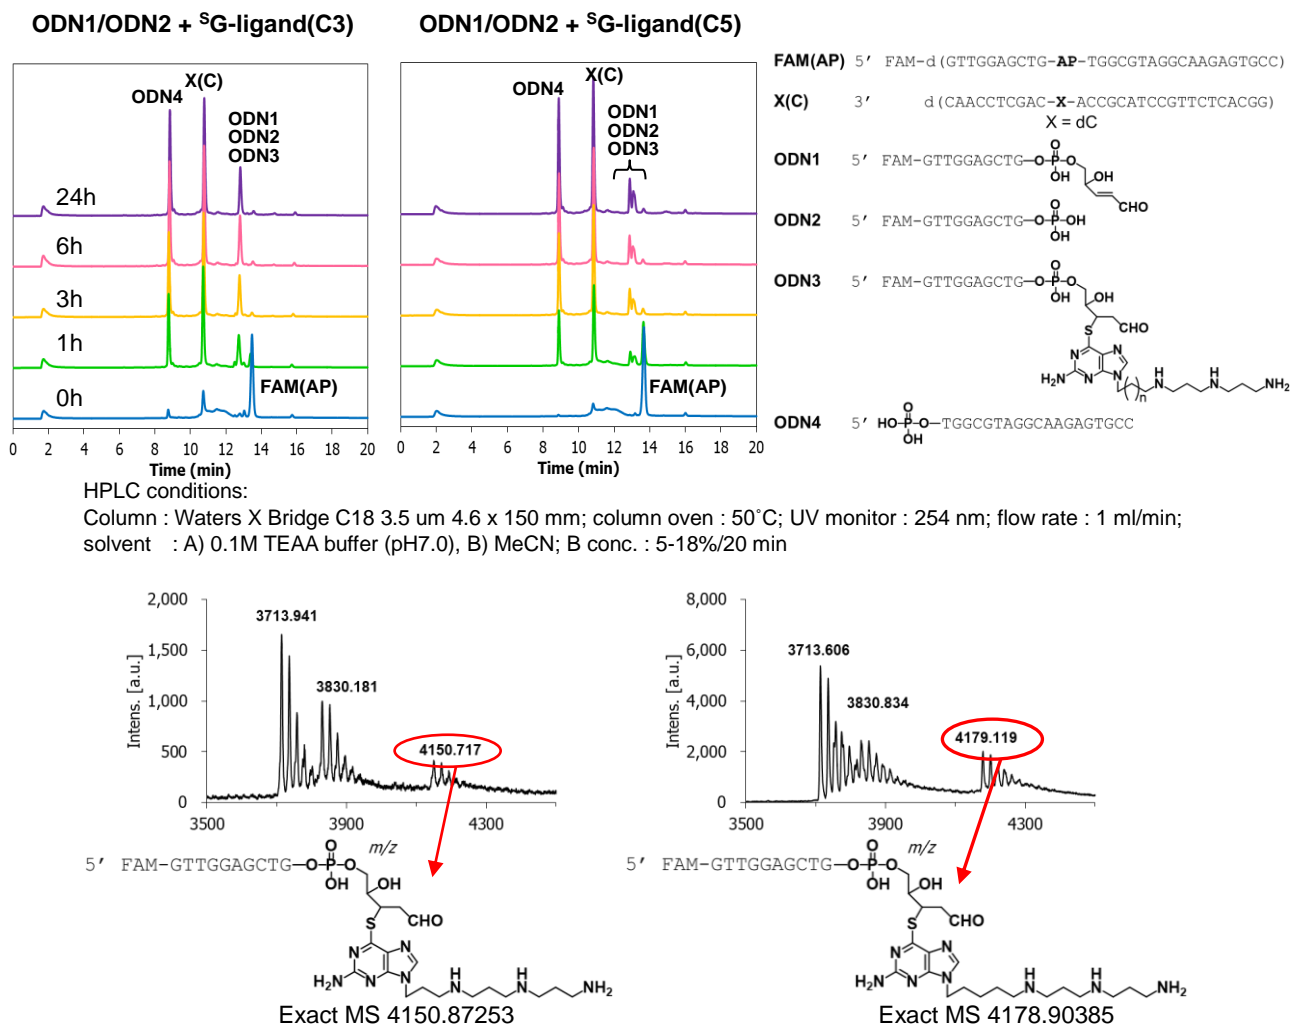 ODN1/ODN2 + SG-ligand(C3)
ODN4
X(C)
ODN1
ODN2
ODN3
24h
6h
3h
1h
0h
FAM(AP)
0 2 4 6 8 10 12 14 16 18 20
Time (min)
ODN1/ODN2 + SG-ligand(C5)
ODN4
X(C)
ODN1
ODN2
ODN3
FAM(AP)
0 2 4 6 8 10 12 14 16 18 20
Time (min)
FAM(AP) 5′ FAM-d(GTTGGAGCTG-AP-TGGCGTAGGCAAGAGTGCC)
X(C) 3′ d(CAACCTCGAC-X-ACCGCATCCGTTCTCACGG)
X = dC
ODN1 5′ FAM-GTTGGAGCTG-O-P-O
O
OH
OH
CHO
ODN2 5′ FAM-GTTGGAGCTG-O-P-OH
O
OH
ODN3 5′ FAM-GTTGGAGCTG-O-P-O
O
OH
OH
CHO
S
N N
H2N N N ( )n N N NH2
H H
ODN4 5′ HO-P-O-TGGCGTAGGCAAGAGTGCC
O
OH
HPLC conditions:
Column : Waters X Bridge C18 3.5 um 4.6 x 150 mm; column oven : 50˚C; UV monitor : 254 nm; flow rate : 1 ml/min;
solvent : A) 0.1M TEAA buffer (pH7.0), B) MeCN; B conc. : 5-18%/20 min
2,000
1,500
1,000
500
0
Intens. [a.u.]
3713.941
3830.181
4150.717
3500 3900 4300
m/z
5′ FAM-GTTGGAGCTG-O-P-O
O
OH
OH
CHO
S
N N
H2N N N N N NH2
H H
Exact MS 4150.87253
8,000
6,000
4,000
2,000
0
Intens. [a.u.]
3713.606
3830.834
4179.119
3500 3900 4300
m/z
5′ FAM-GTTGGAGCTG-O-P-O
O
OH
OH
CHO
S
N N
H2N N N N N NH2
H H
Exact MS 4178.90385